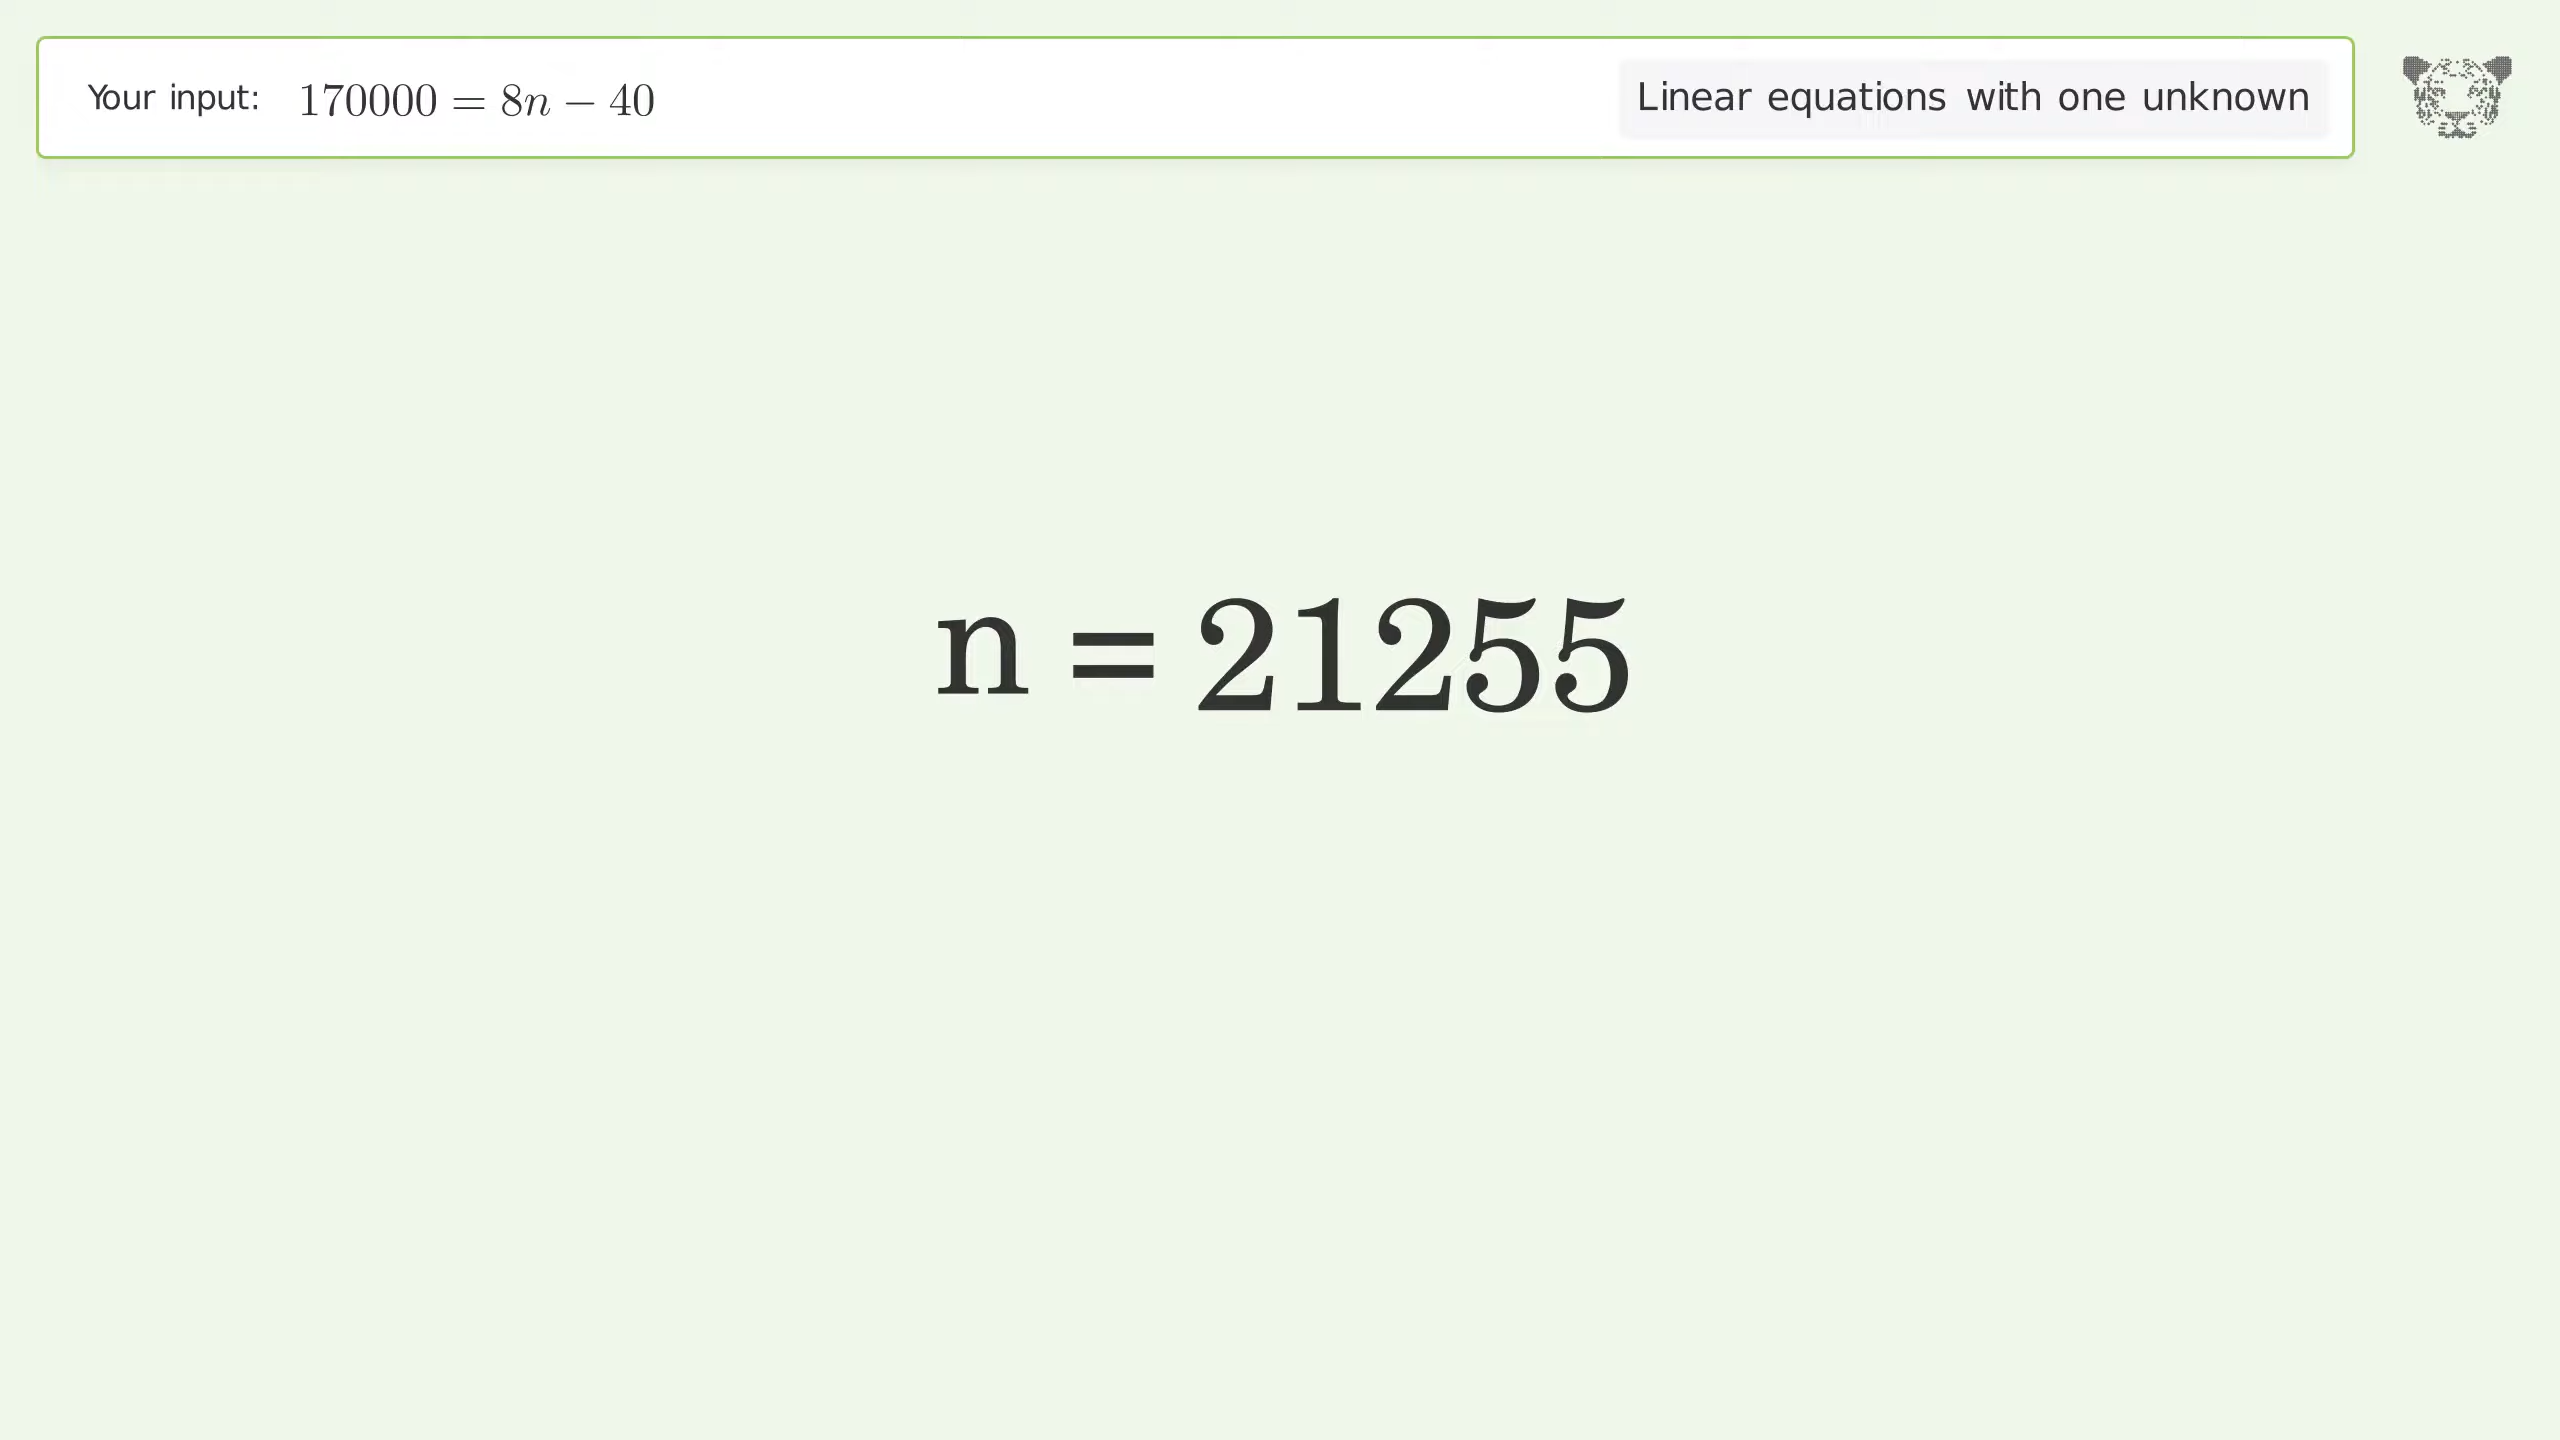 Your input: 170000 = 8n − 40
Linear equations with one unknown
n = 21255